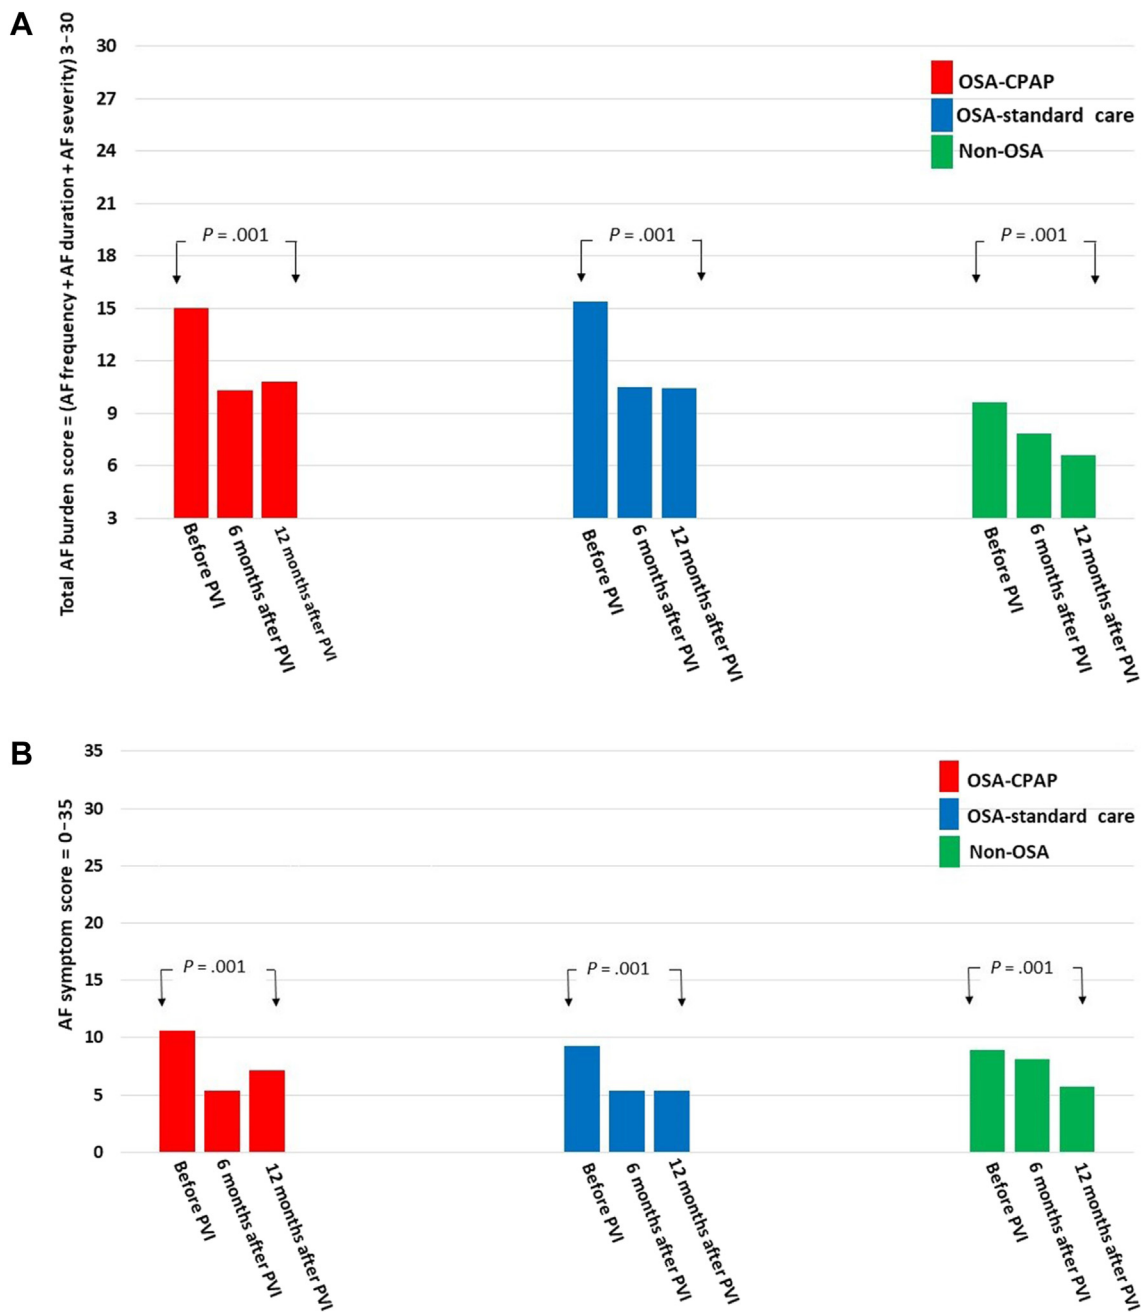 A
Total AF burden score = (AF frequency + AF duration + AF severity) 3-30
30
27
24
21
18
15
12
9
6
3
OSA-CPAP
OSA-standard care
Non-OSA
P = .001
P = .001
P = .001
Before PVI
6 months after PVI
12 months after PVI
Before PVI
6 months after PVI
12 months after PVI
Before PVI
6 months after PVI
12 months after PVI
B
AF symptom score = 0-35
35
30
25
20
15
10
5
0
OSA-CPAP
OSA-standard care
Non-OSA
P = .001
P = .001
P = .001
Before PVI
6 months after PVI
12 months after PVI
Before PVI
6 months after PVI
12 months after PVI
Before PVI
6 months after PVI
12 months after PVI